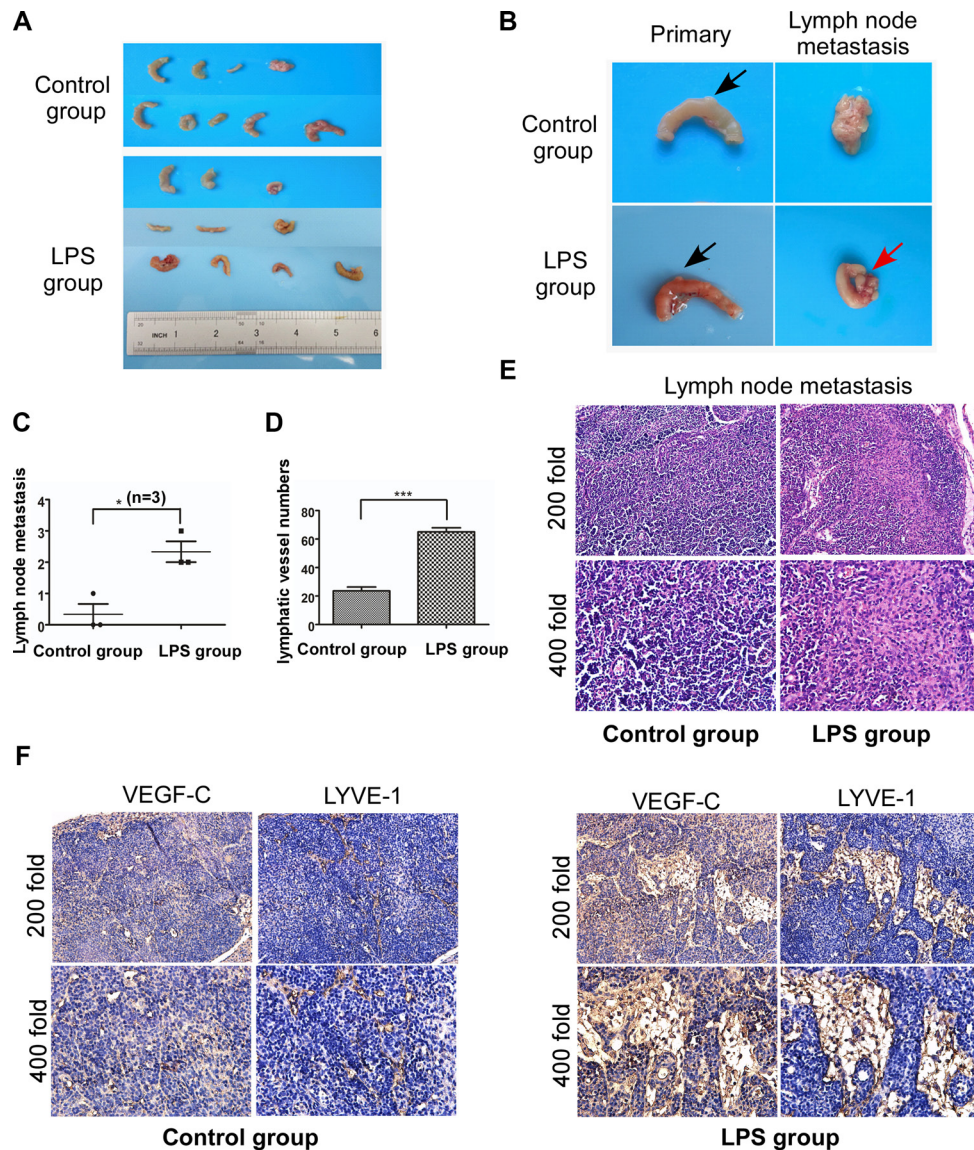 A
Control
group
LPS
group
INCH
1
2
3
4
5
6
B
Primary
Lymph node
metastasis
Control
group
LPS
group
C
Lymph node metastasis
4
3
2
1
0
* (n=3)
Control group
LPS group
D
lymphatic vessel numbers
100
80
60
40
20
0
***
Control group
LPS group
E
Lymph node metastasis
200 fold
400 fold
Control group
LPS group
F
VEGF-C
LYVE-1
200 fold
400 fold
Control group
VEGF-C
LYVE-1
200 fold
400 fold
LPS group